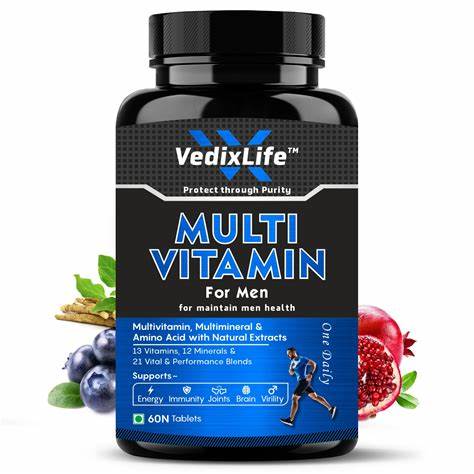 VedixLife™
Protect through Purity
MULTI
VITAMIN
For Men
for maintain men health
Multivitamin, Multimineral &
Amino Acid with Natural Extracts
13 Vitamins, 12 Minerals &
21 Vital & Performance Blends
Supports~
Energy Immunity Joints Brain Virility
60N Tablets
One Daily